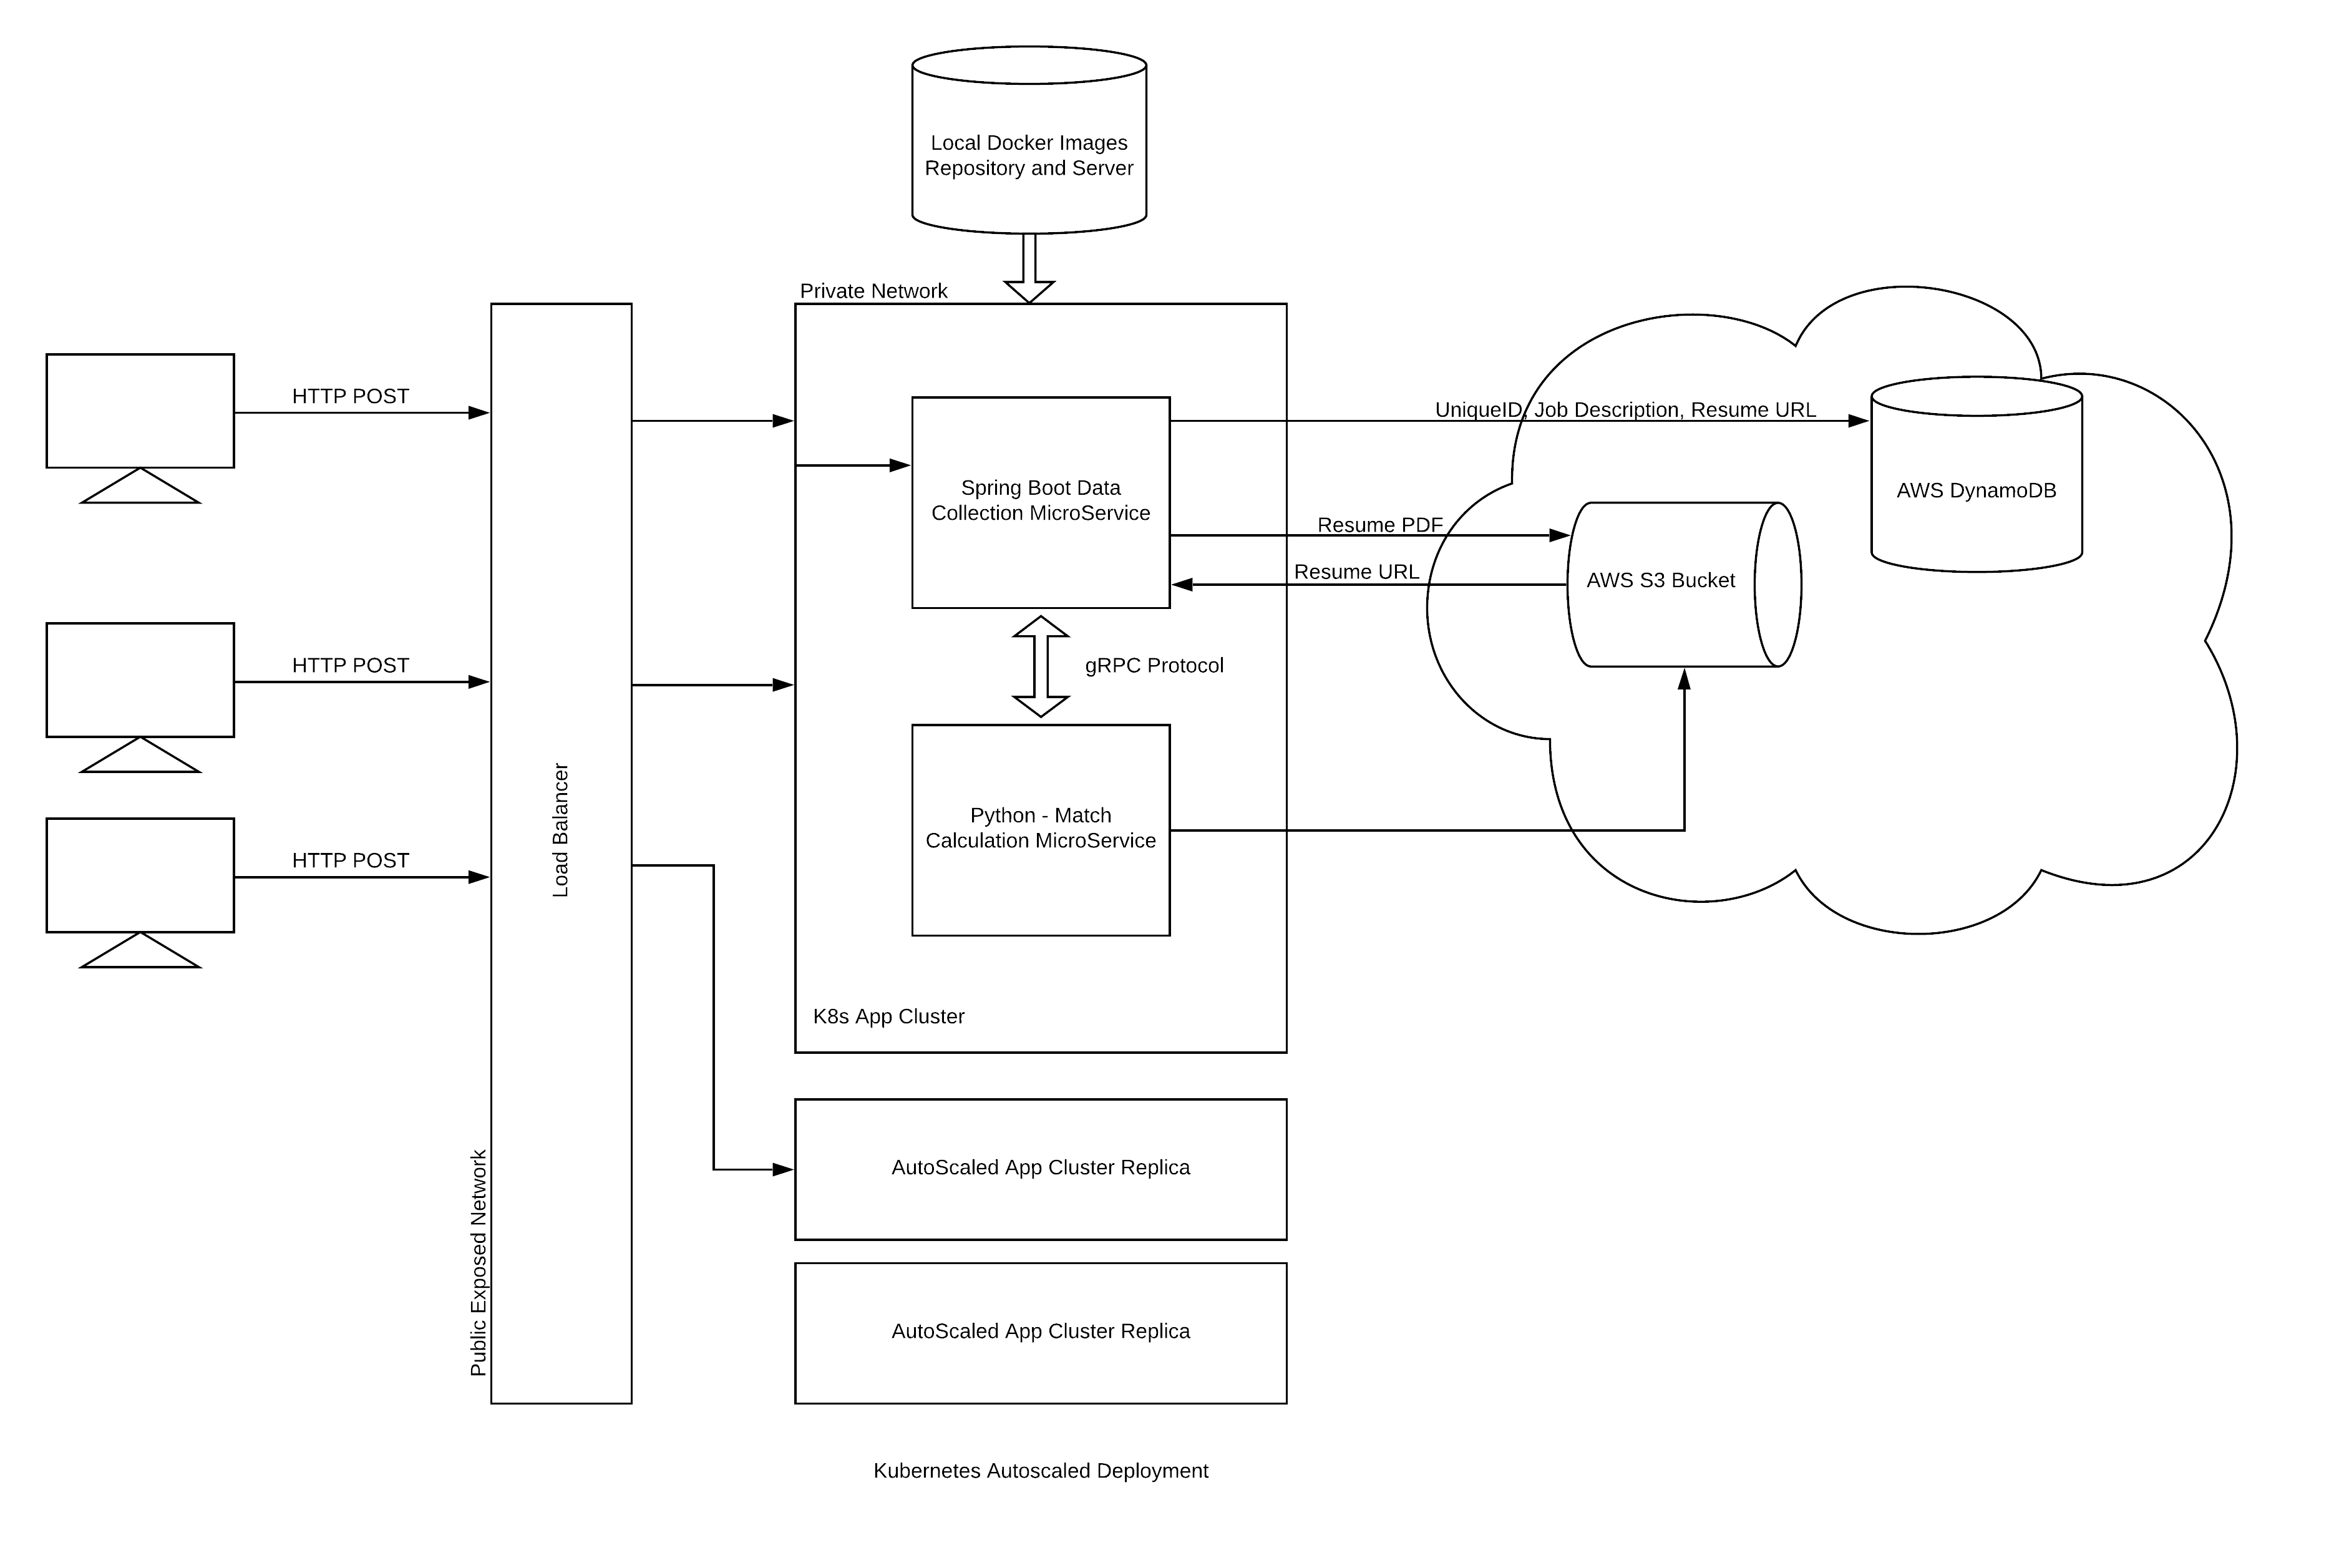 Local Docker Images
Repository and Server
Private Network
HTTP POST
UniqueID, Job Description, Resume URL
Spring Boot Data
Collection MicroService
AWS DynamoDB
Resume PDF
Resume URL
AWS S3 Bucket
HTTP POST
gRPC Protocol
Load Balancer
Python - Match
Calculation MicroService
HTTP POST
K8s App Cluster
Public Exposed Network
AutoScaled App Cluster Replica
AutoScaled App Cluster Replica
Kubernetes Autoscaled Deployment